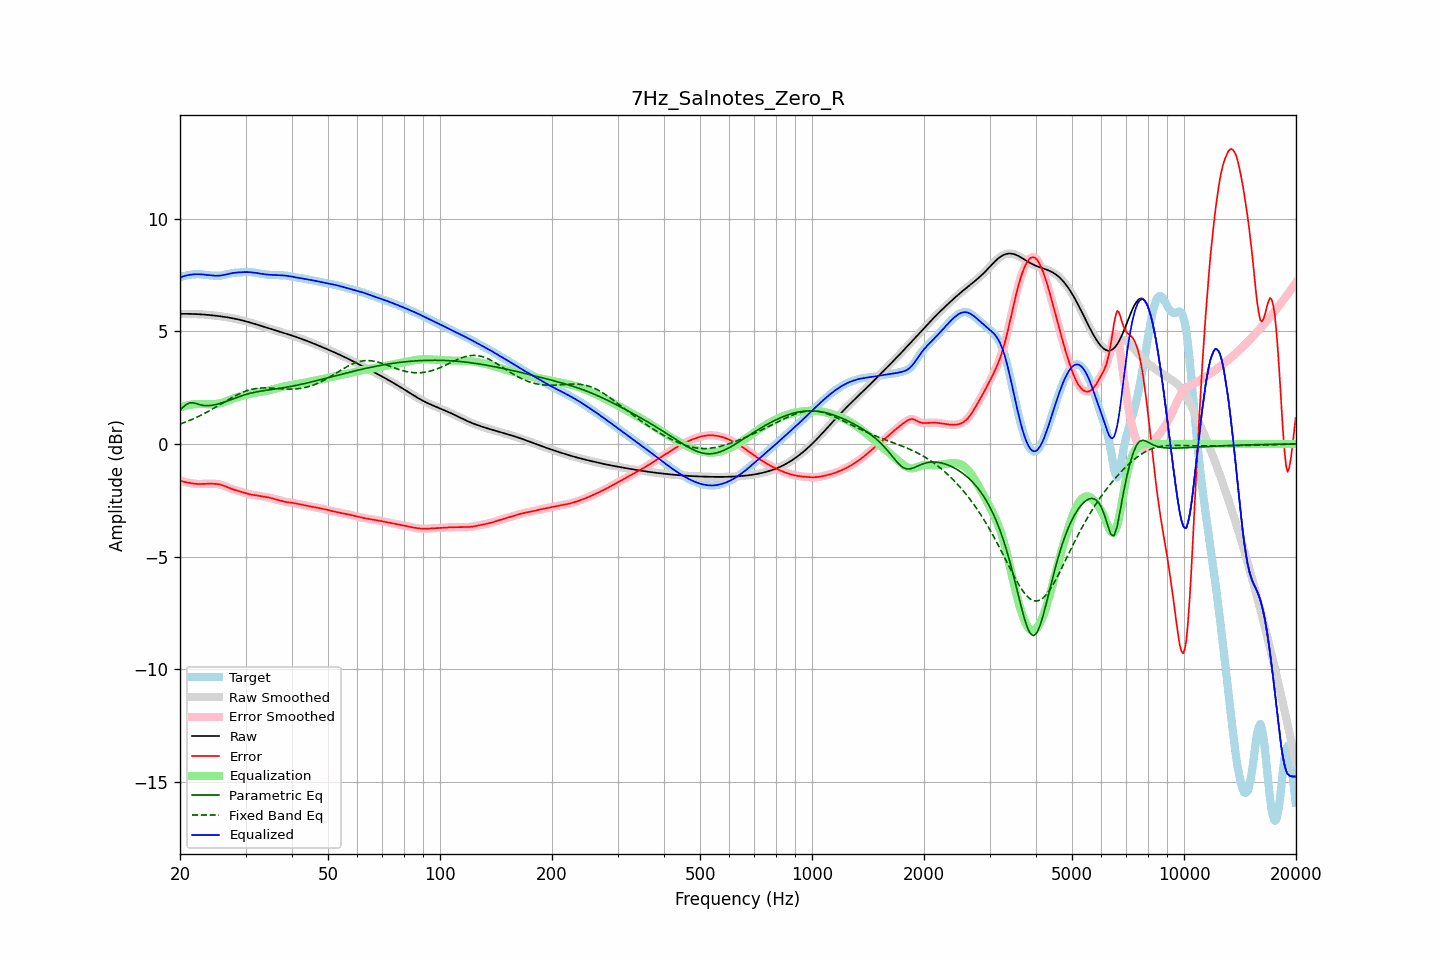 7Hz_Salnotes_Zero_R
Amplitude (dBr)
10
5
0
−5
−10
−15
Target
Raw Smoothed
Error Smoothed
Raw
Error
Equalization
Parametric Eq
Fixed Band Eq
Equalized
20 50 100 200 500 1000 2000 5000 10000 20000
Frequency (Hz)